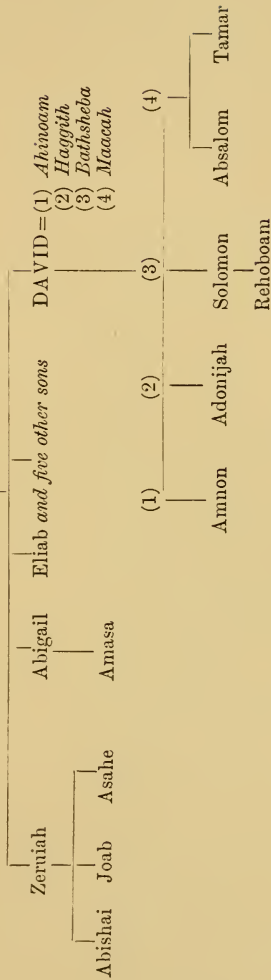 Zeruiah Abigail Eliab and five other sons DAVID = (1) Ahinoam
(2) Haggith
(3) Bathsheba
(4) Maacah
Abishai Joab Asahe Amasa
(1) (2) (3) (4)
Amnon Adonijah Solomon Absalom Tamar
Rehoboam